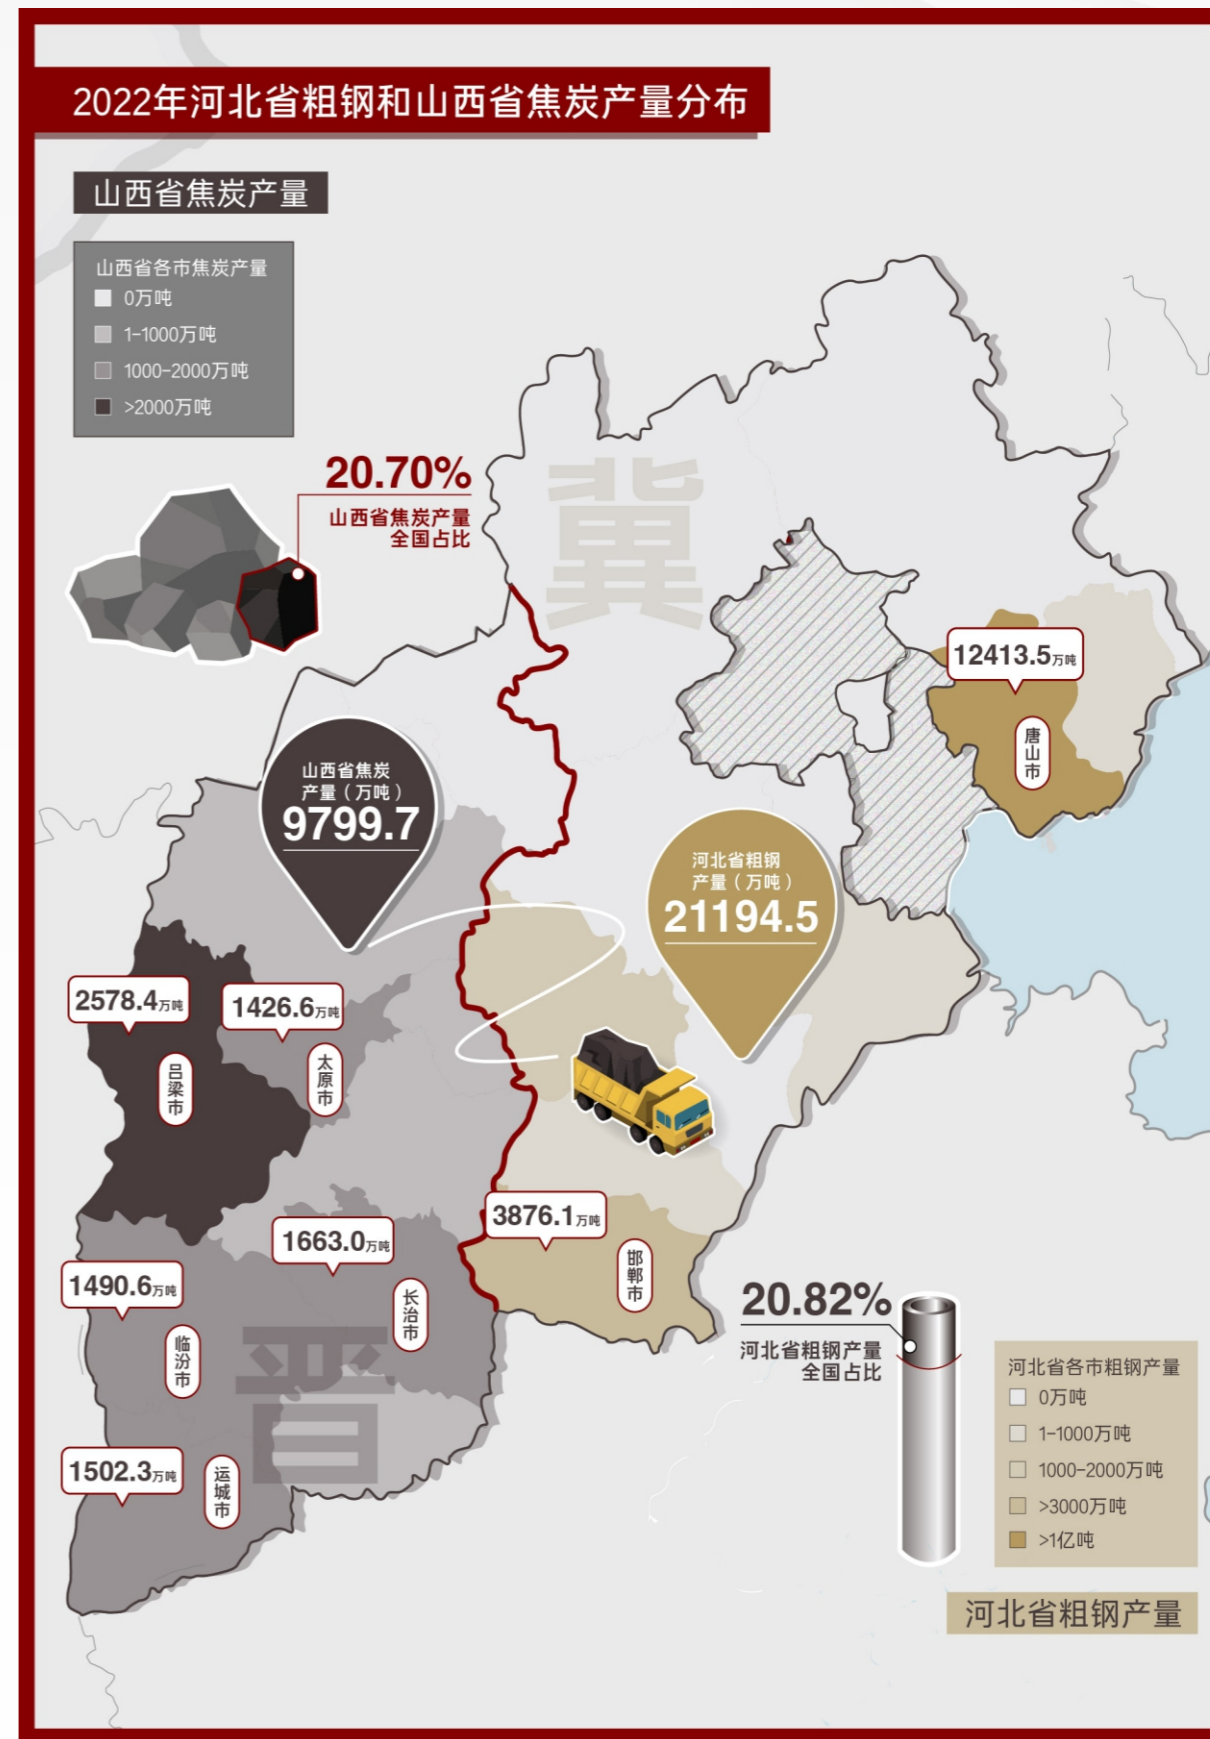 2022年河北省粗钢和山西省焦炭产量分布
山西省焦炭产量
山西省各市焦炭产量
0万吨
1-1000万吨
1000-2000万吨
>2000万吨
20.70%
山西省焦炭产量
全国占比
冀
12413.5万吨
唐山市
山西省焦炭
产量（万吨）
9799.7
河北省粗钢
产量（万吨）
21194.5
2578.4万吨
吕梁市
1426.6万吨
太原市
3876.1万吨
邯郸市
1663.0万吨
长治市
1490.6万吨
临汾市
晋
1502.3万吨
运城市
20.82%
河北省粗钢产量
全国占比
河北省各市粗钢产量
0万吨
1-1000万吨
1000-2000万吨
>3000万吨
>1亿吨
河北省粗钢产量